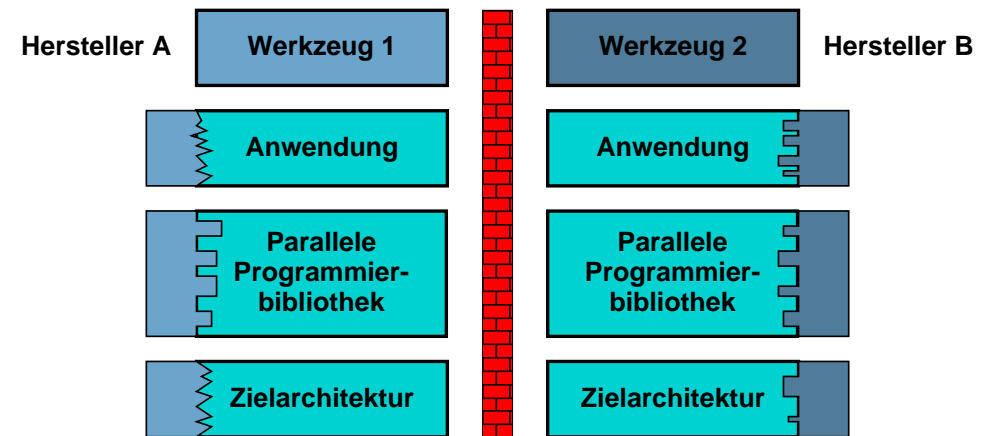 Hersteller A
Werkzeug 1
Werkzeug 2
Hersteller B
Anwendung
Anwendung
Parallele
Programmier-
bibliothek
Parallele
Programmier-
bibliothek
Zielarchitektur
Zielarchitektur